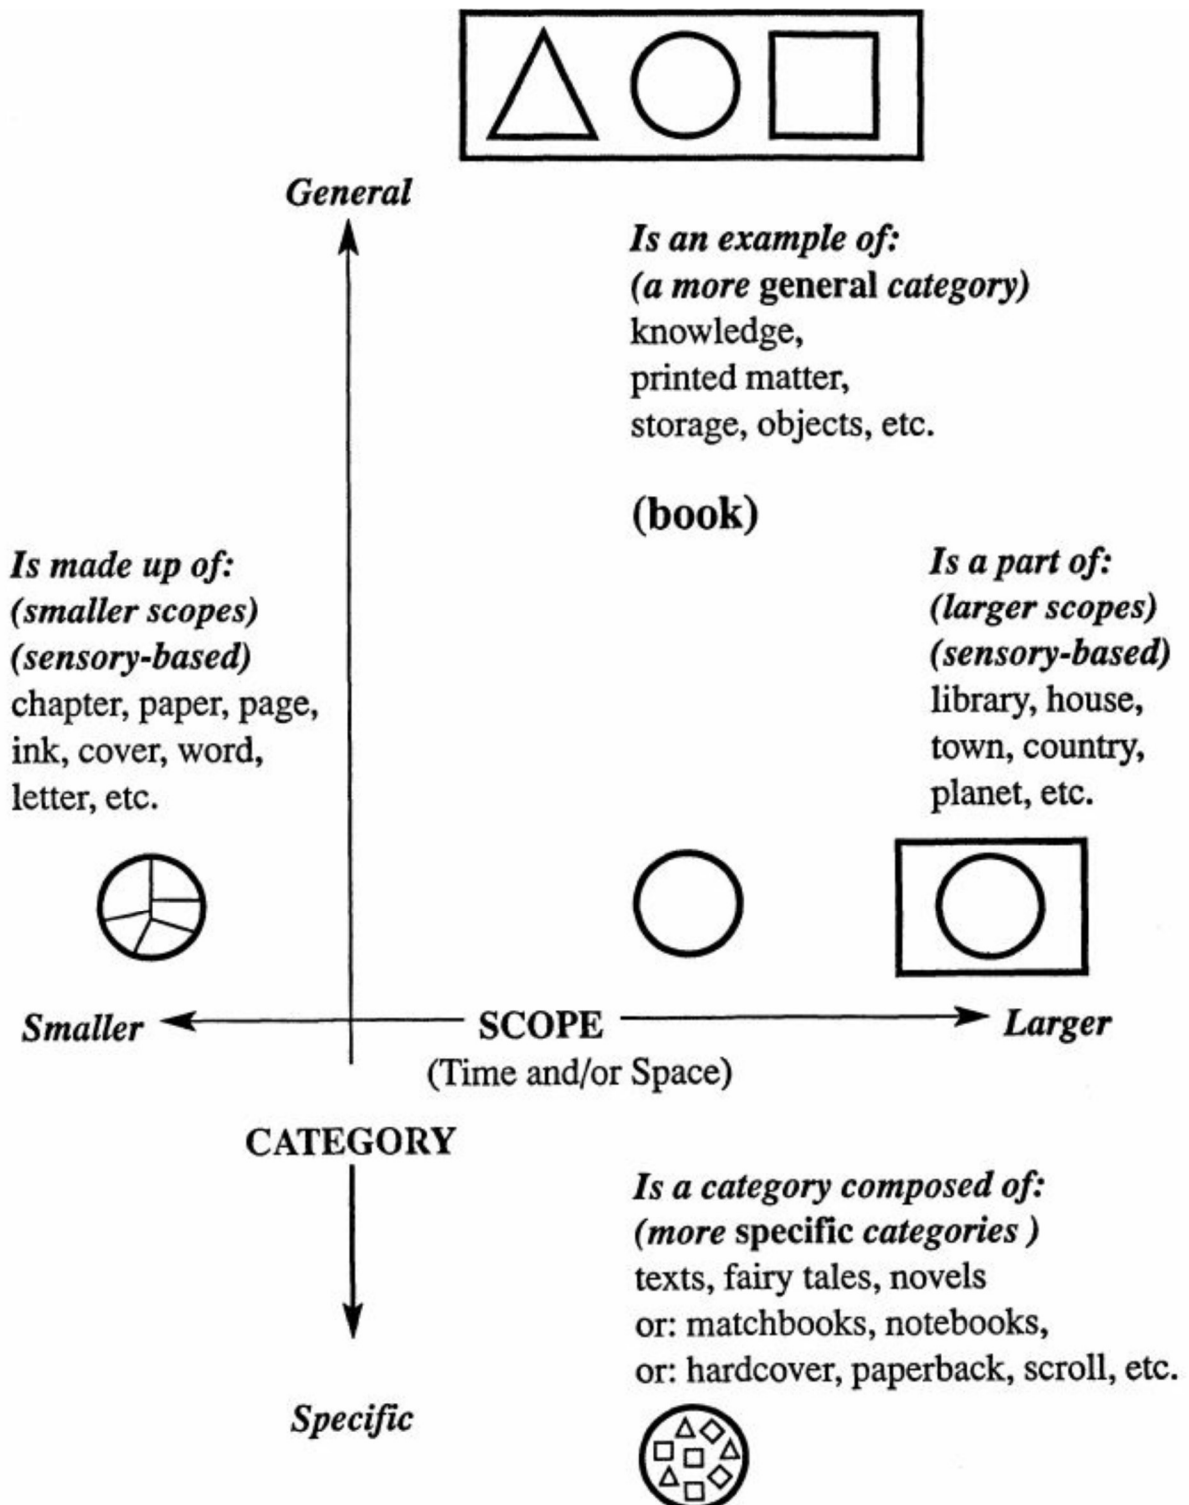 General
Is an example of:
(a more general category)
knowledge,
printed matter,
storage, objects, etc.
(book)
Is made up of:
(smaller scopes)
(sensory-based)
chapter, paper, page,
ink, cover, word,
letter, etc.
Is a part of:
(larger scopes)
(sensory-based)
library, house,
town, country,
planet, etc.
Smaller
SCOPE
Larger
(Time and/or Space)
CATEGORY
Is a category composed of:
(more specific categories )
texts, fairy tales, novels
or: matchbooks, notebooks,
or: hardcover, paperback, scroll, etc.
Specific